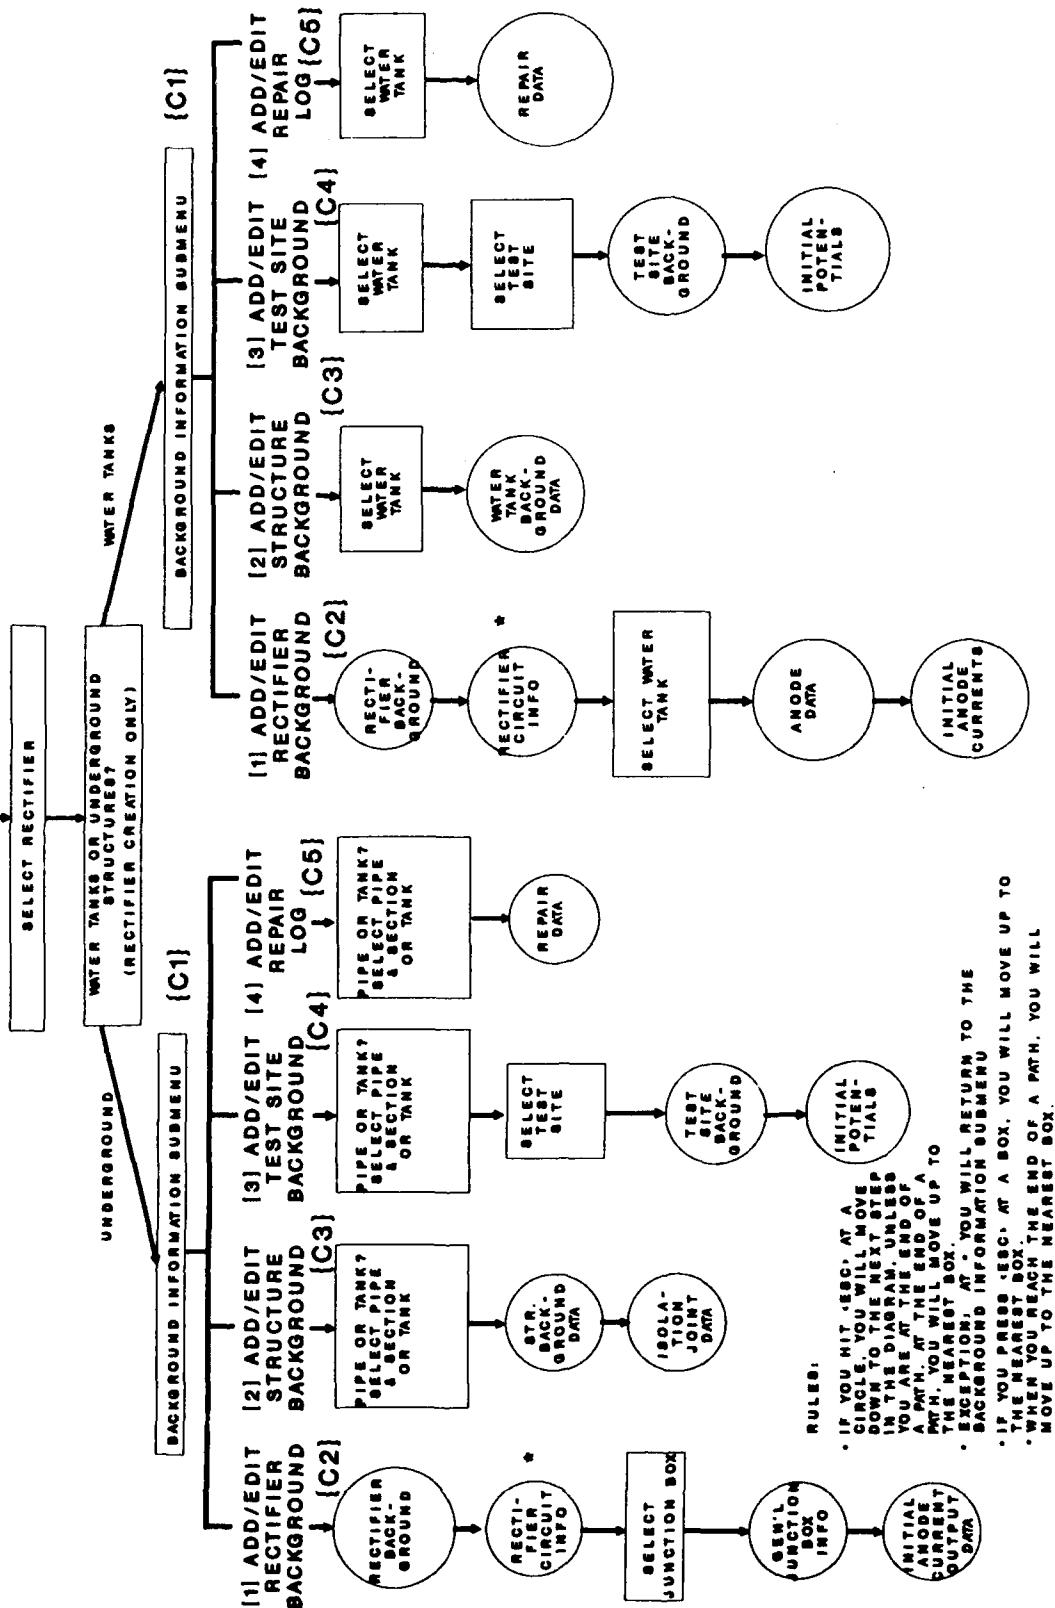 SELECT RECTIFIER
WATER TANKS OR UNDERGROUND
STRUCTURES?
(RECTIFIER CREATION ONLY)
UNDERGROUND
WATER TANKS
BACKGROUND INFORMATION SUBMENU
{C1}
[1] ADD/EDIT
RECTIFIER
BACKGROUND
{C2}
RECTIFIER
BACK-
GROUND
RECTI-
FIER
CIRCUIT
INFO
*
SELECT
JUNCTION BOX
GEN'L
JUNCTION
BOX
INFO
INITIAL
ANODE
CURRENT
OUTPUT
DATA
[2] ADD/EDIT
STRUCTURE
BACKGROUND
{C3}
PIPE OR TANK?
SELECT PIPE
& SECTION
OR TANK
STR.
BACK-
GROUND
DATA
ISOLA-
TION
JOINT
DATA
[3] ADD/EDIT
TEST SITE
BACKGROUND
{C4}
PIPE OR TANK?
SELECT PIPE
& SECTION
OR TANK
SELECT
TEST
SITE
TEST
SITE
BACK-
GROUND
INITIAL
POTEN-
TIALS
[4] ADD/EDIT
REPAIR
LOG
{C5}
PIPE OR TANK?
SELECT PIPE
& SECTION
OR TANK
REPAIR
DATA
BACKGROUND INFORMATION SUBMENU
{C1}
[1] ADD/EDIT
RECTIFIER
BACKGROUND
{C2}
RECTI-
FIER
BACK-
GROUND
RECTIFIER
CIRCUIT
INFO
*
SELECT WATER
TANK
ANODE
DATA
INITIAL
ANODE
CURRENTS
[2] ADD/EDIT
STRUCTURE
BACKGROUND
{C3}
SELECT
WATER
TANK
WATER
TANK
BACK-
GROUND
DATA
[3] ADD/EDIT
TEST SITE
BACKGROUND
{C4}
SELECT
WATER
TANK
SELECT
TEST
SITE
TEST
SITE
BACK-
GROUND
INITIAL
POTEN-
TIALS
[4] ADD/EDIT
REPAIR
LOG
{C5}
SELECT
WATER
TANK
REPAIR
DATA
RULES:
• IF YOU HIT <ESC> AT A
CIRCLE, YOU WILL MOVE
DOWN TO THE NEXT STEP
IN THE DIAGRAM, UNLESS
YOU ARE AT THE END OF
A PATH. AT THE END OF A
PATH, YOU WILL MOVE UP TO
THE NEAREST BOX.
• EXCEPTION: AT * YOU WILL RETURN TO THE
BACKGROUND INFORMATION SUBMENU
• IF YOU PRESS <ESC> AT A BOX, YOU WILL MOVE UP TO
THE NEAREST BOX.
• WHEN YOU REACH THE END OF A PATH, YOU WILL
MOVE UP TO THE NEAREST BOX.